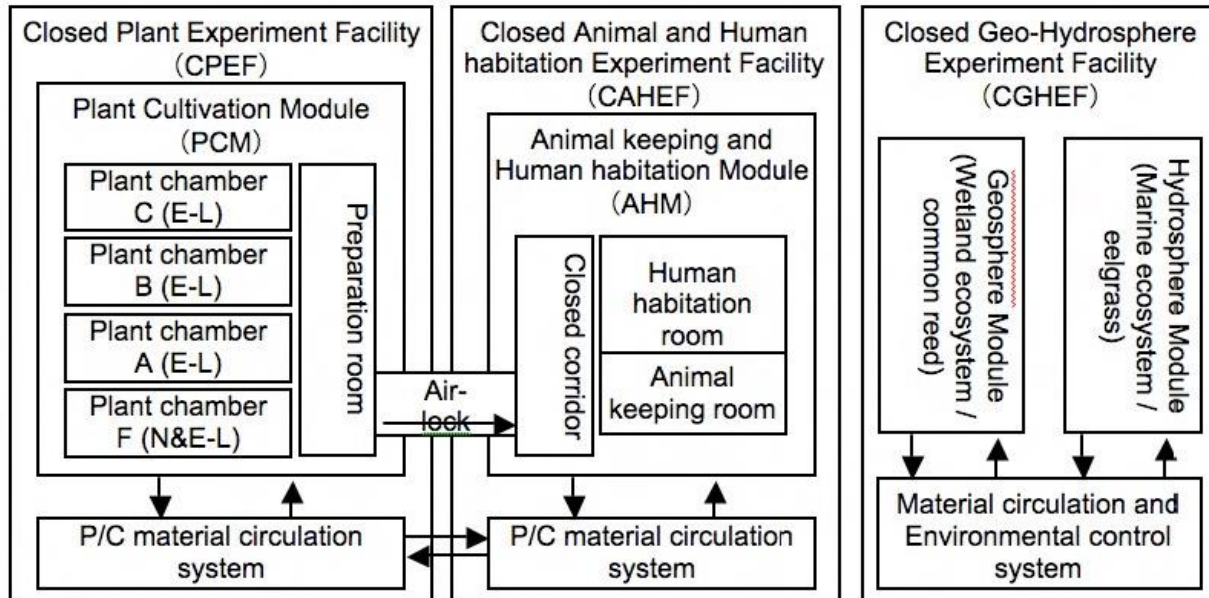 Closed Plant Experiment Facility
(CPEF)
Plant Cultivation Module
(PCM)
Plant chamber
C (E-L)
Plant chamber
B (E-L)
Plant chamber
A (E-L)
Plant chamber
F (N&E-L)
Preparation room
Air-
lock
P/C material circulation
system
Closed Animal and Human
habitation Experiment Facility
(CAHEF)
Animal keeping and
Human habitation Module
(AHM)
Closed corridor
Human
habitation
room
Animal
keeping room
P/C material circulation
system
Closed Geo-Hydrosphere
Experiment Facility
(CGHEF)
Geosphere Module
(Wetland ecosystem /
common reed)
Hydrosphere Module
(Marine ecosystem /
eelgrass)
Material circulation and
Environmental control
system